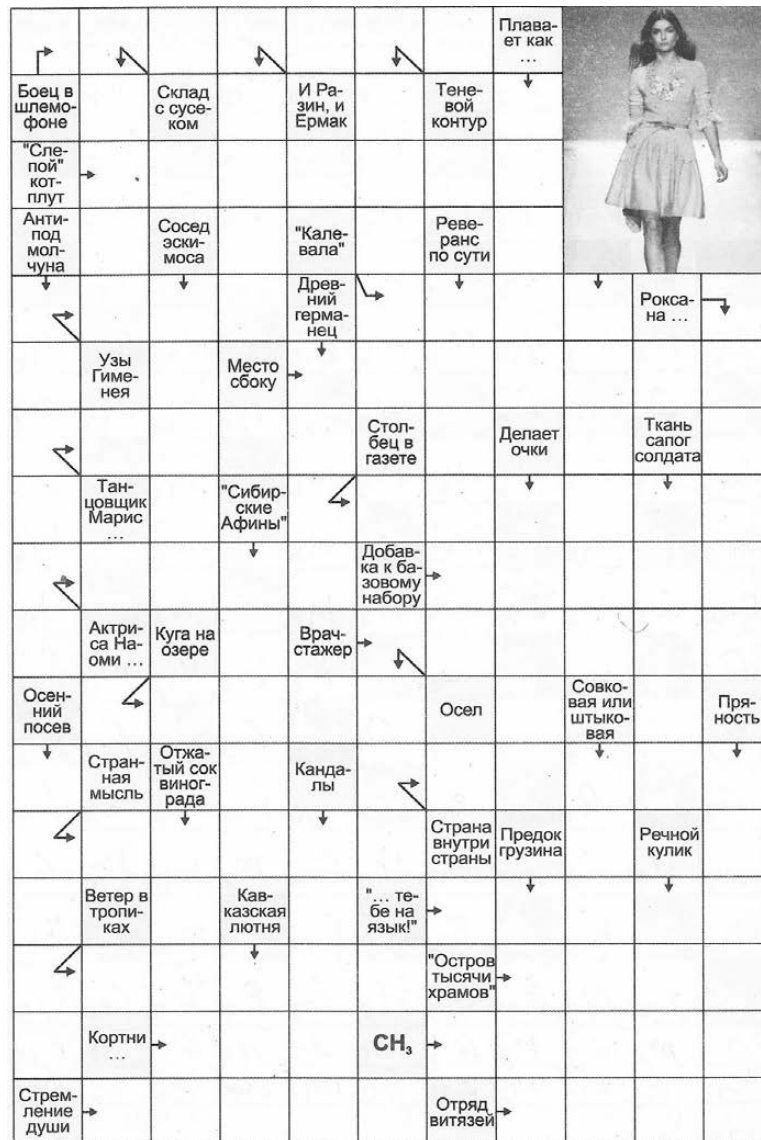 Плава-
ет как
...
Боец в
шлемо-
фоне
Склад
с сусе-
ком
И Ра-
зин, и
Ермак
Тене-
вой
контур
"Сле-
пой"
кот-
плут
Анти-
под
мол-
чуна
Сосед
эски-
моса
"Кале-
вала"
Реве-
ранс
по сути
Древ-
ний
герма-
нец
Рокса-
на ...
Узы
Гиме-
нея
Место
сбоку
Стол-
бец в
газете
Делает
очки
Ткань
сапог
солдата
Тан-
цовщик
Марис
...
"Сибир-
ские
Афины"
Добав-
ка к ба-
зовому
набору
Актри-
са На-
оми ...
Куга на
озере
Врач-
стажер
Осен-
ний
посев
Осел
Совко-
вая или
штыко-
вая
Пря-
ность
Стран-
ная
мысль
Отжа-
тый сок
виног-
рада
Канда-
лы
Страна
внутри
страны
Предок
грузина
Речной
кулик
Ветер в
тропи-
ках
Кав-
казская
лютня
"... те-
бе на
язык!"
"Остров
тысячи
храмов"
Кортни
...
CH₃
Стрем-
ление
души
Отряд
витязей